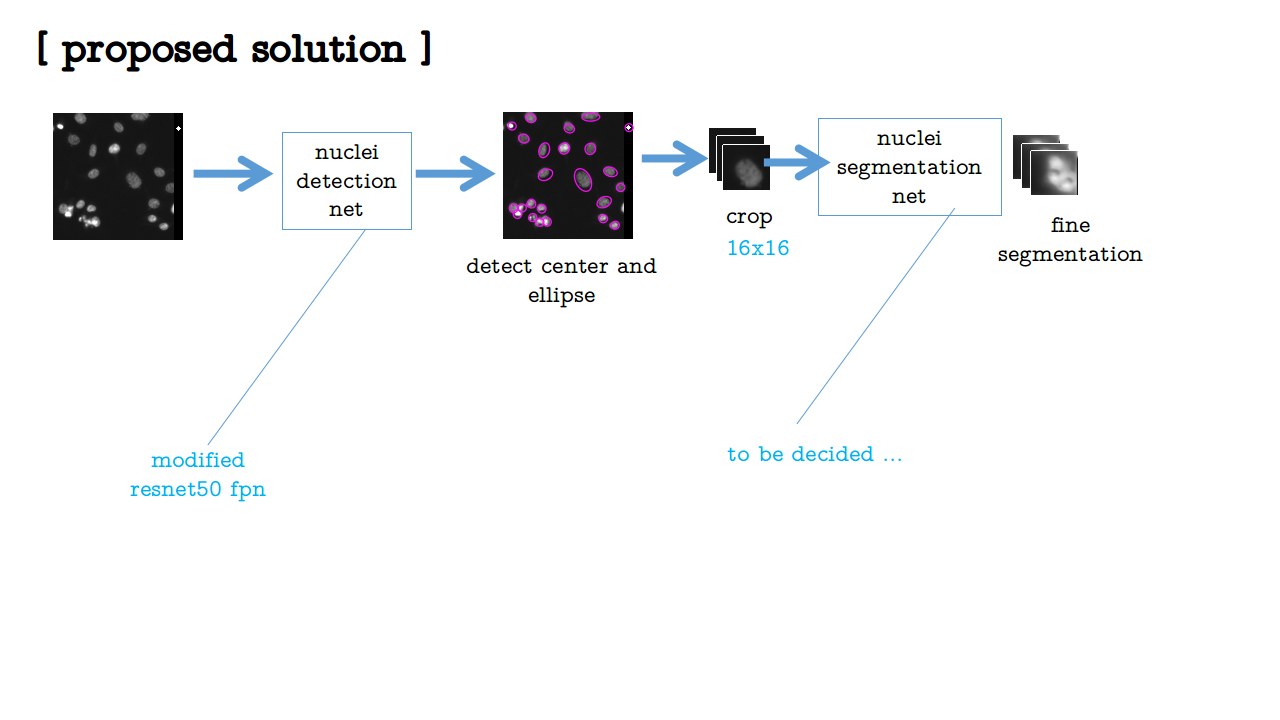 [ proposed solution ]
nuclei
detection
net
nuclei
segmentation
net
crop
16x16
fine
segmentation
detect center and
ellipse
modified
resnet50 fpn
to be decided ...